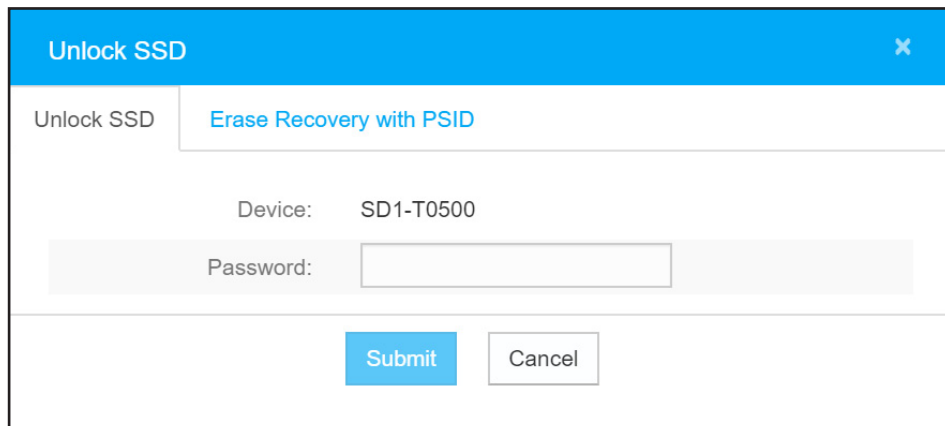 Unlock SSD ×
Unlock SSD Erase Recovery with PSID
Device: SD1-T0500
Password:
Submit Cancel